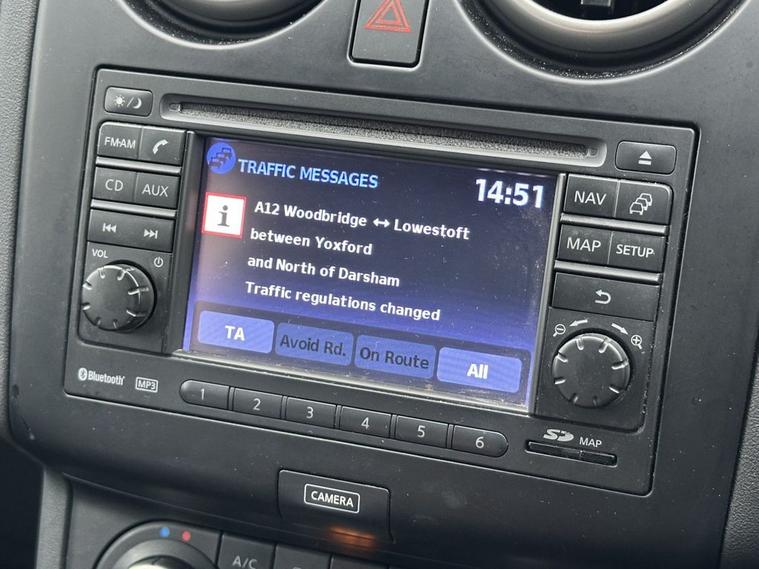 FM·AM
CD
AUX
VOL
TRAFFIC MESSAGES
14:51
i
A12 Woodbridge ↔ Lowestoft
between Yoxford
and North of Darsham
Traffic regulations changed
TA
Avoid Rd.
On Route
All
NAV
MAP
SETUP
Bluetooth
MP3
1
2
3
4
5
6
SD MAP
CAMERA
A/C